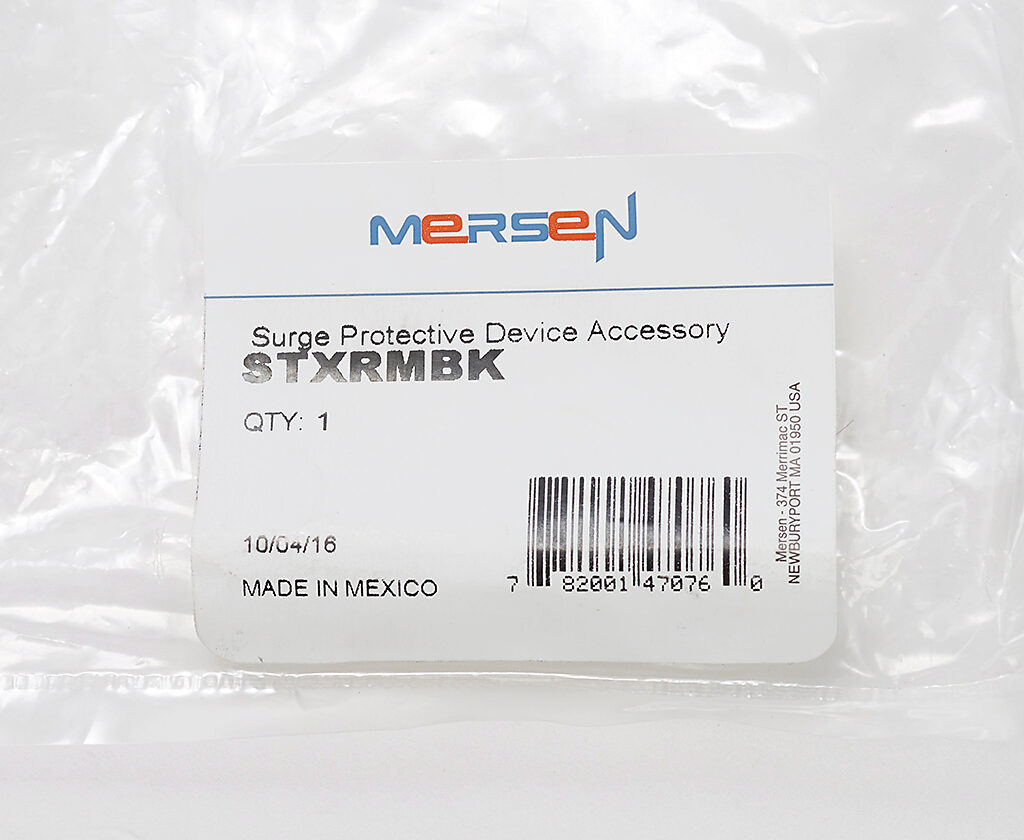 MERSEN
Surge Protective Device Accessory
STXRMBK
QTY: 1
10/04/16
MADE IN MEXICO
7 82001 47076 0
Mersen - 374 Merrimac ST
NEWBURYPORT MA 01950 USA